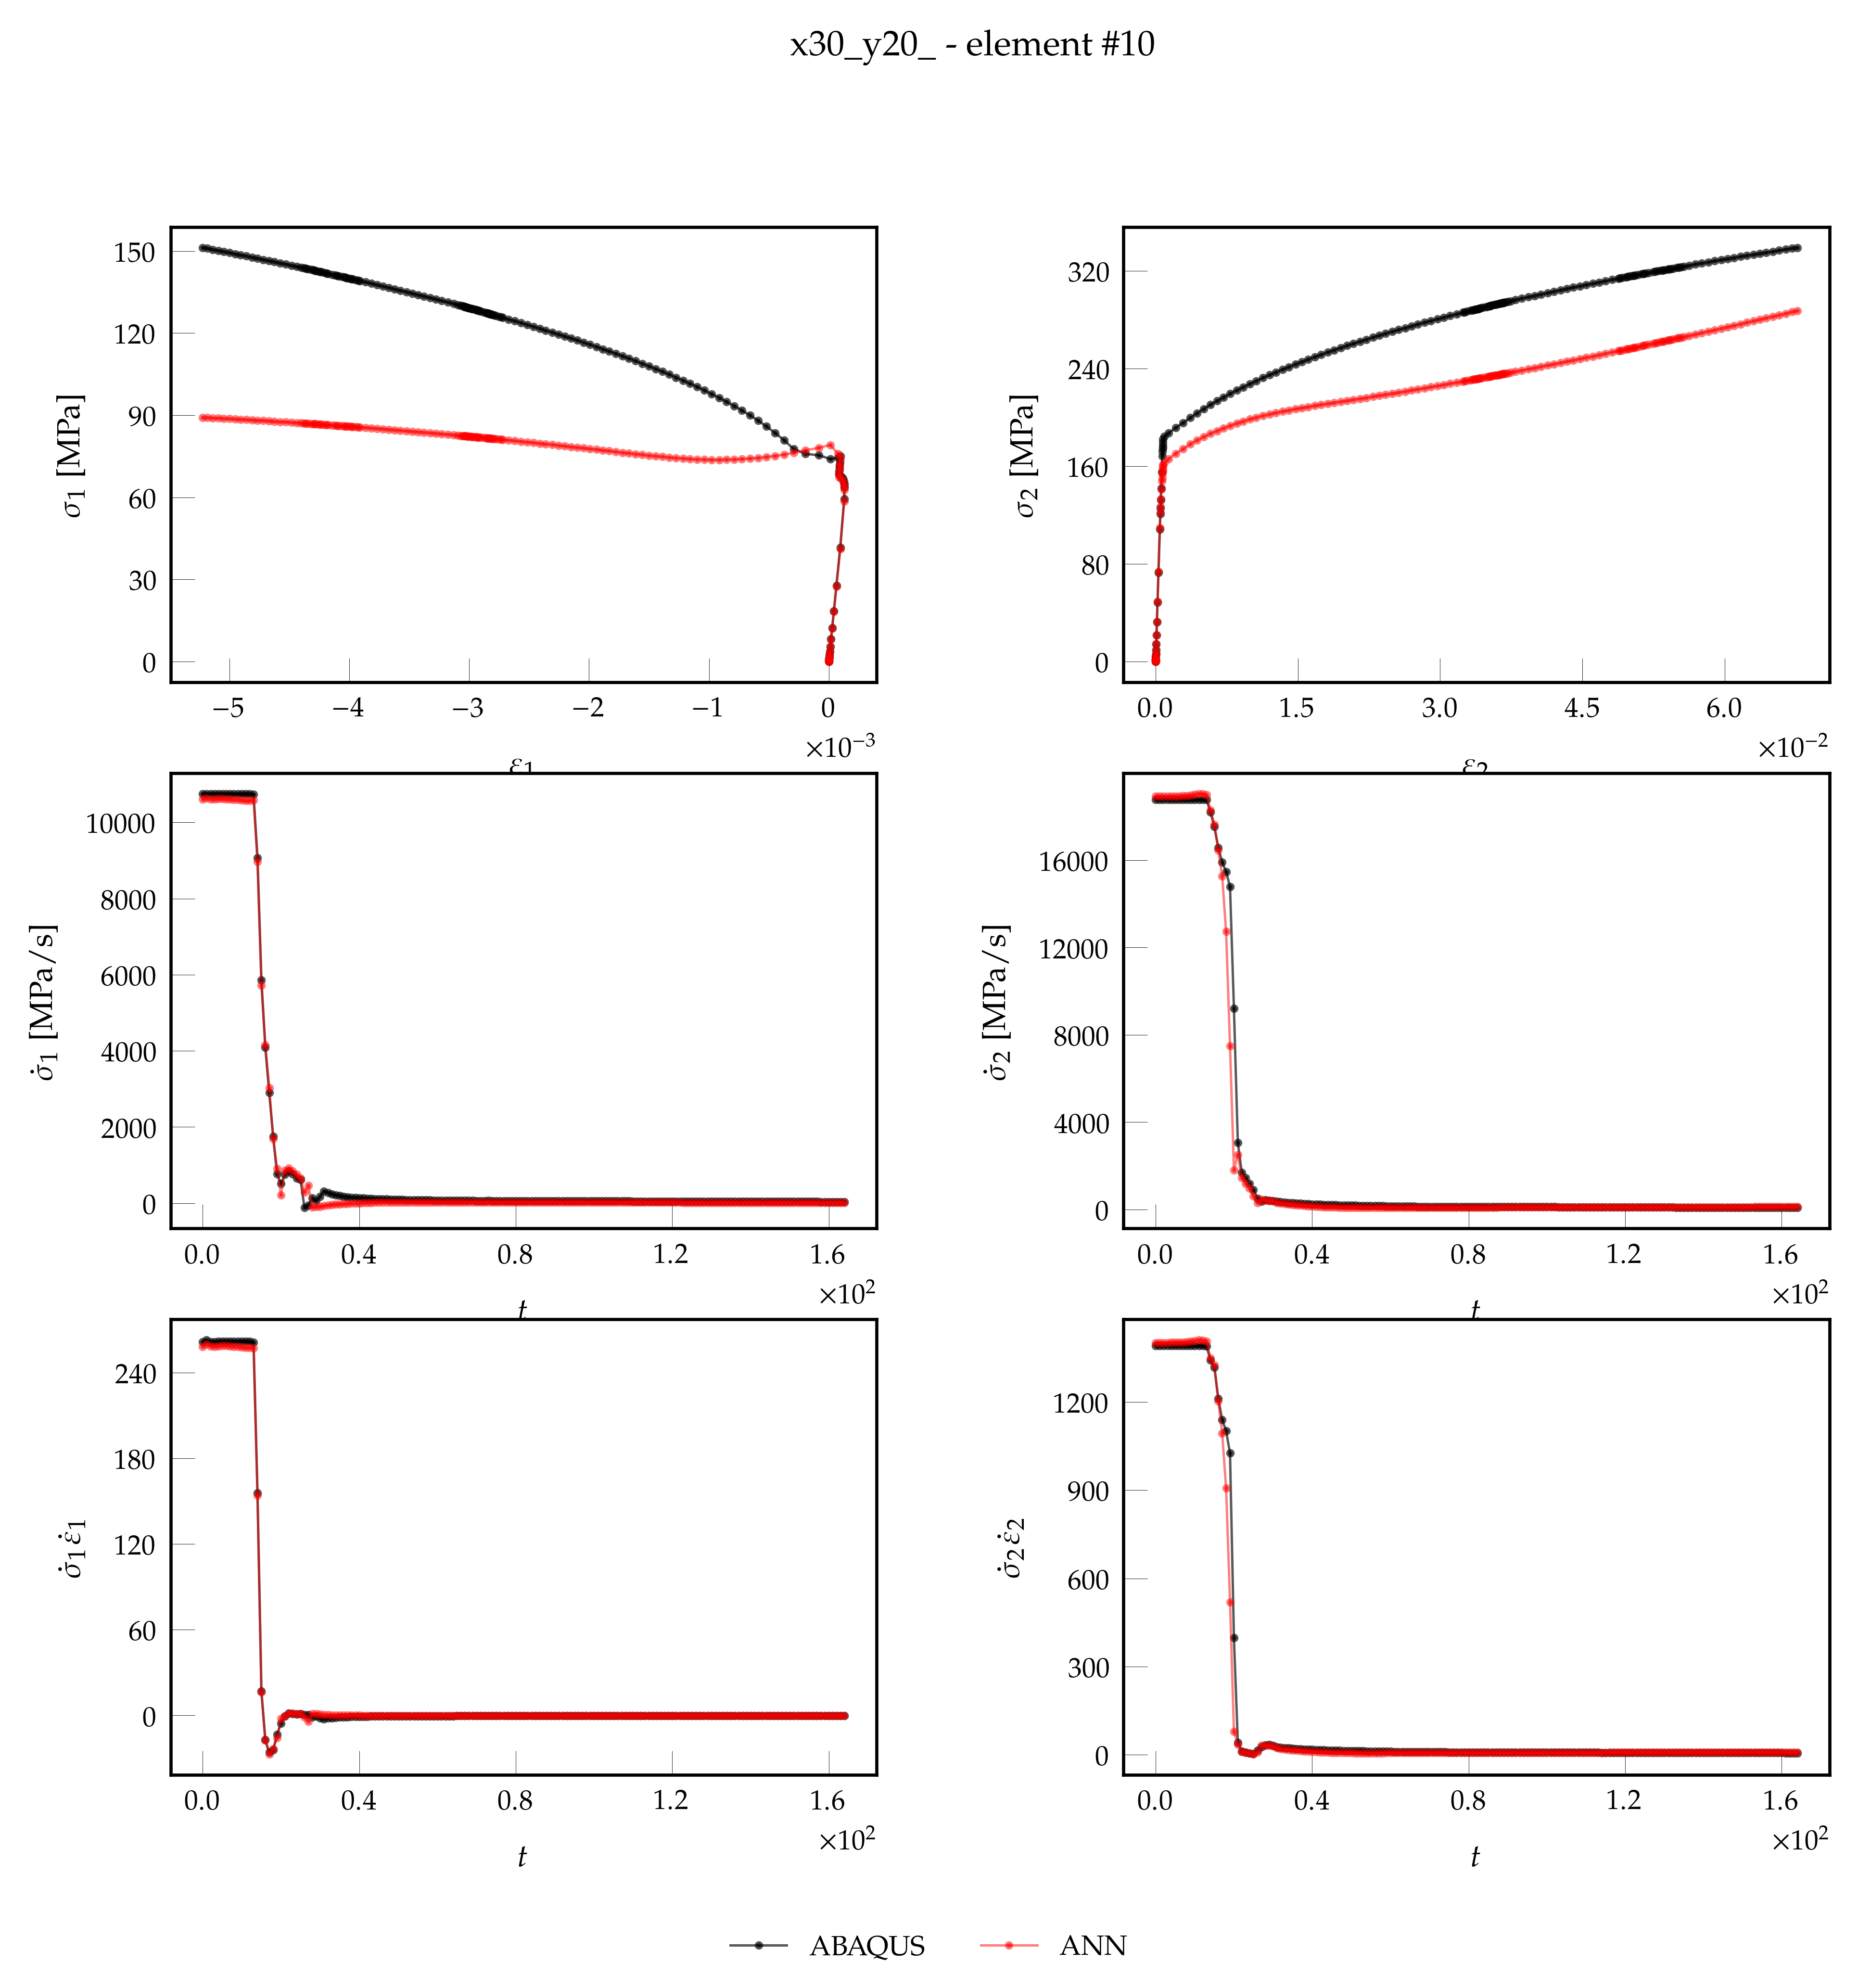 x30_y20_ - element #10
σ₁ [MPa]
150
120
90
60
30
0
−5 −4 −3 −2 −1 0
×10⁻³
ε₁
σ₂ [MPa]
320
240
160
80
0
0.0 1.5 3.0 4.5 6.0
×10⁻²
ε₂
σ̇₁ [MPa/s]
10000
8000
6000
4000
2000
0
0.0 0.4 0.8 1.2 1.6
×10²
t
σ̇₂ [MPa/s]
16000
12000
8000
4000
0
0.0 0.4 0.8 1.2 1.6
×10²
t
σ̇₁ε̇₁
240
180
120
60
0
0.0 0.4 0.8 1.2 1.6
×10²
t
σ̇₂ε̇₂
1200
900
600
300
0
0.0 0.4 0.8 1.2 1.6
×10²
t
ABAQUS ANN